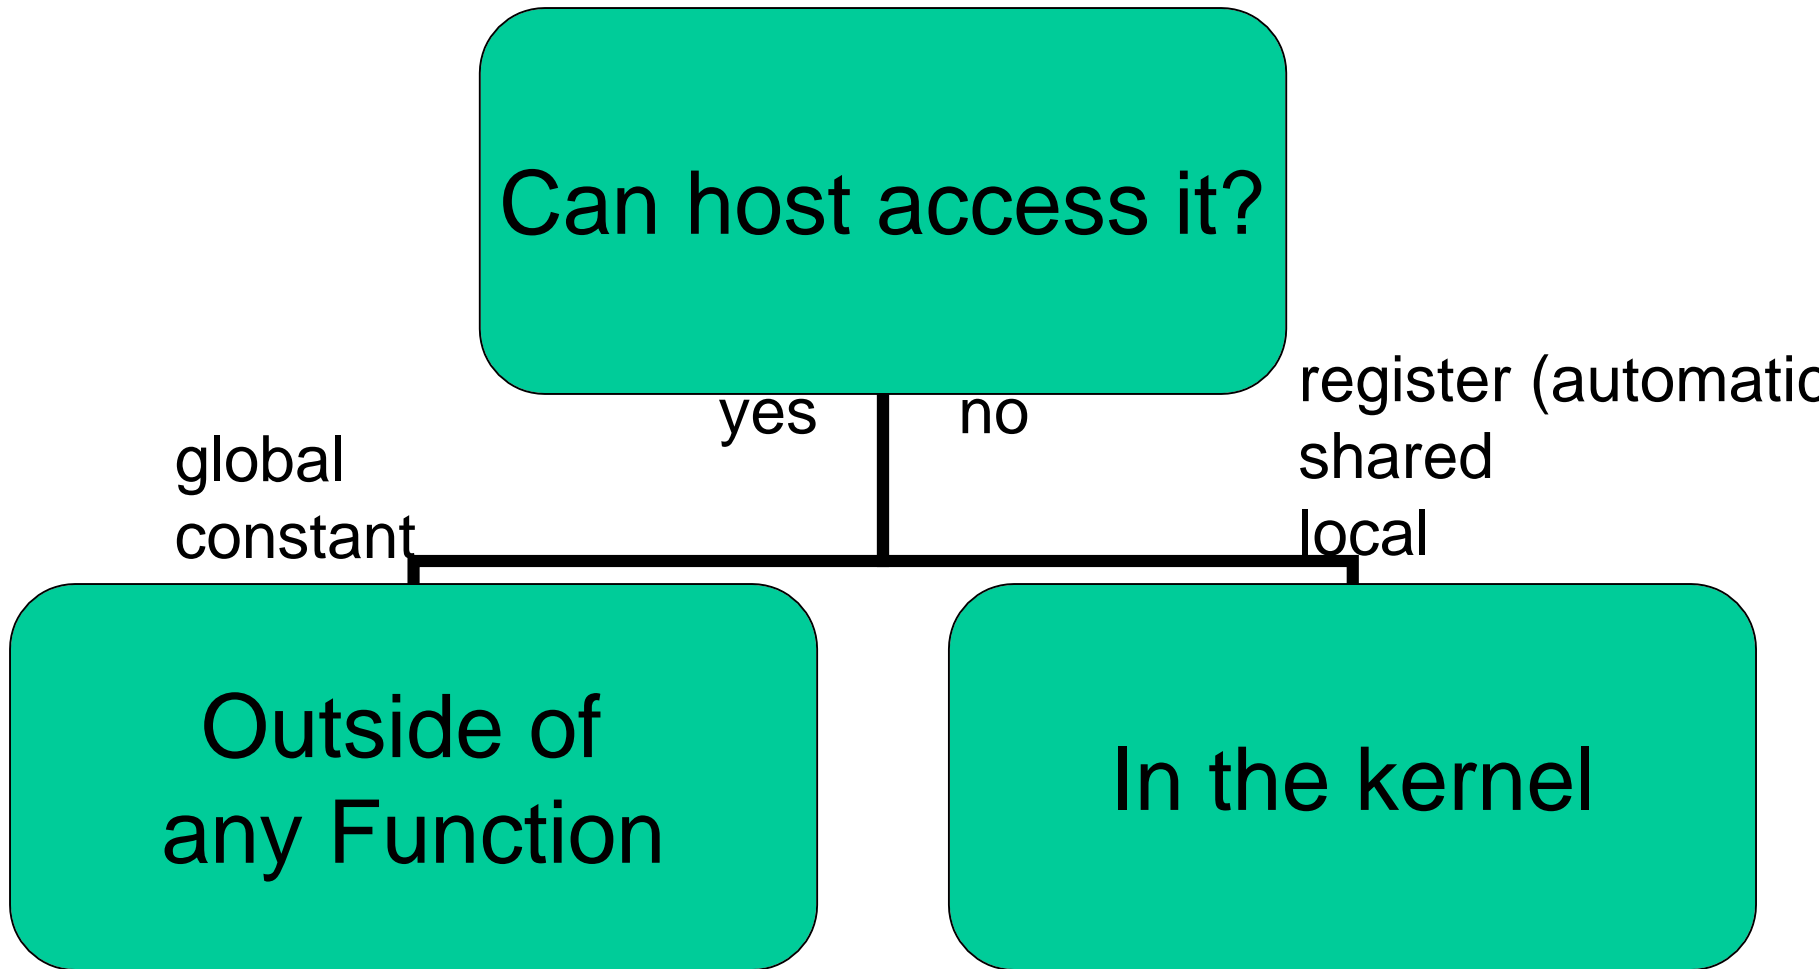 Can host access it?
yes
no
global
constant
register (automatic
shared
local
Outside of
any Function
In the kernel